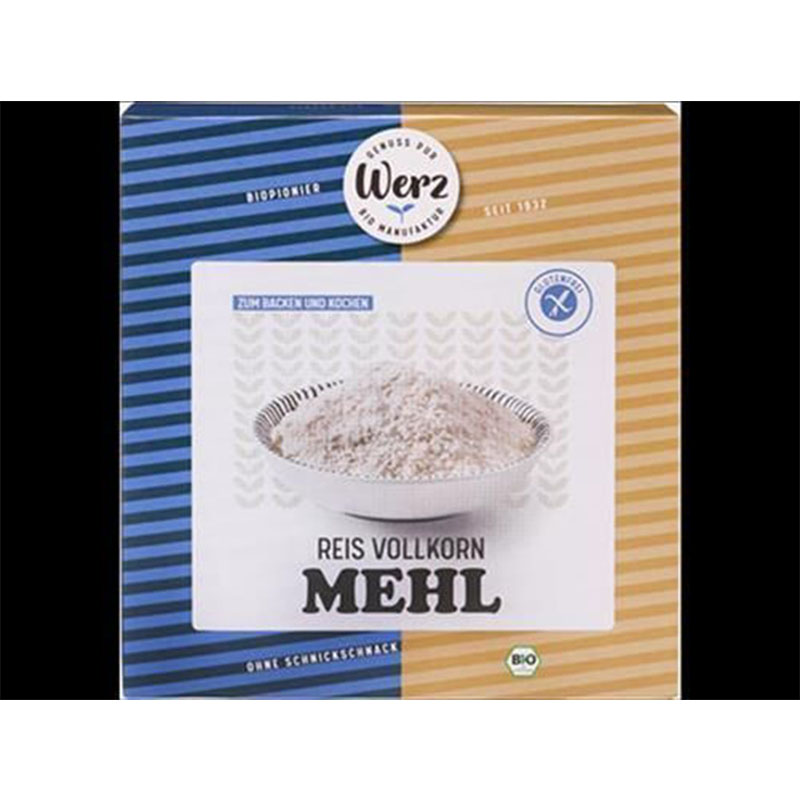 GENUSS PUR
Werz
BIO MANUFAKTUR
BIOPIONIER
SEIT 1932
ZUM BACKEN UND KOCHEN
GLUTENFREI
REIS VOLLKORN
MEHL
OHNE SCHNICKSCHNACK
BIO